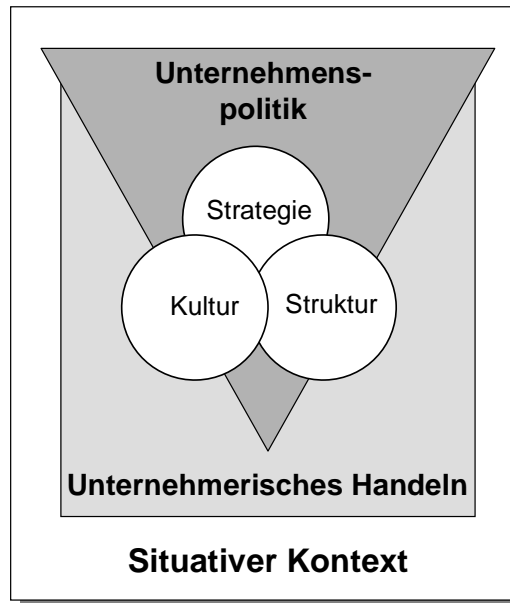 Unternehmens-
politik
Strategie
Kultur
Struktur
Unternehmerisches Handeln
Situativer Kontext